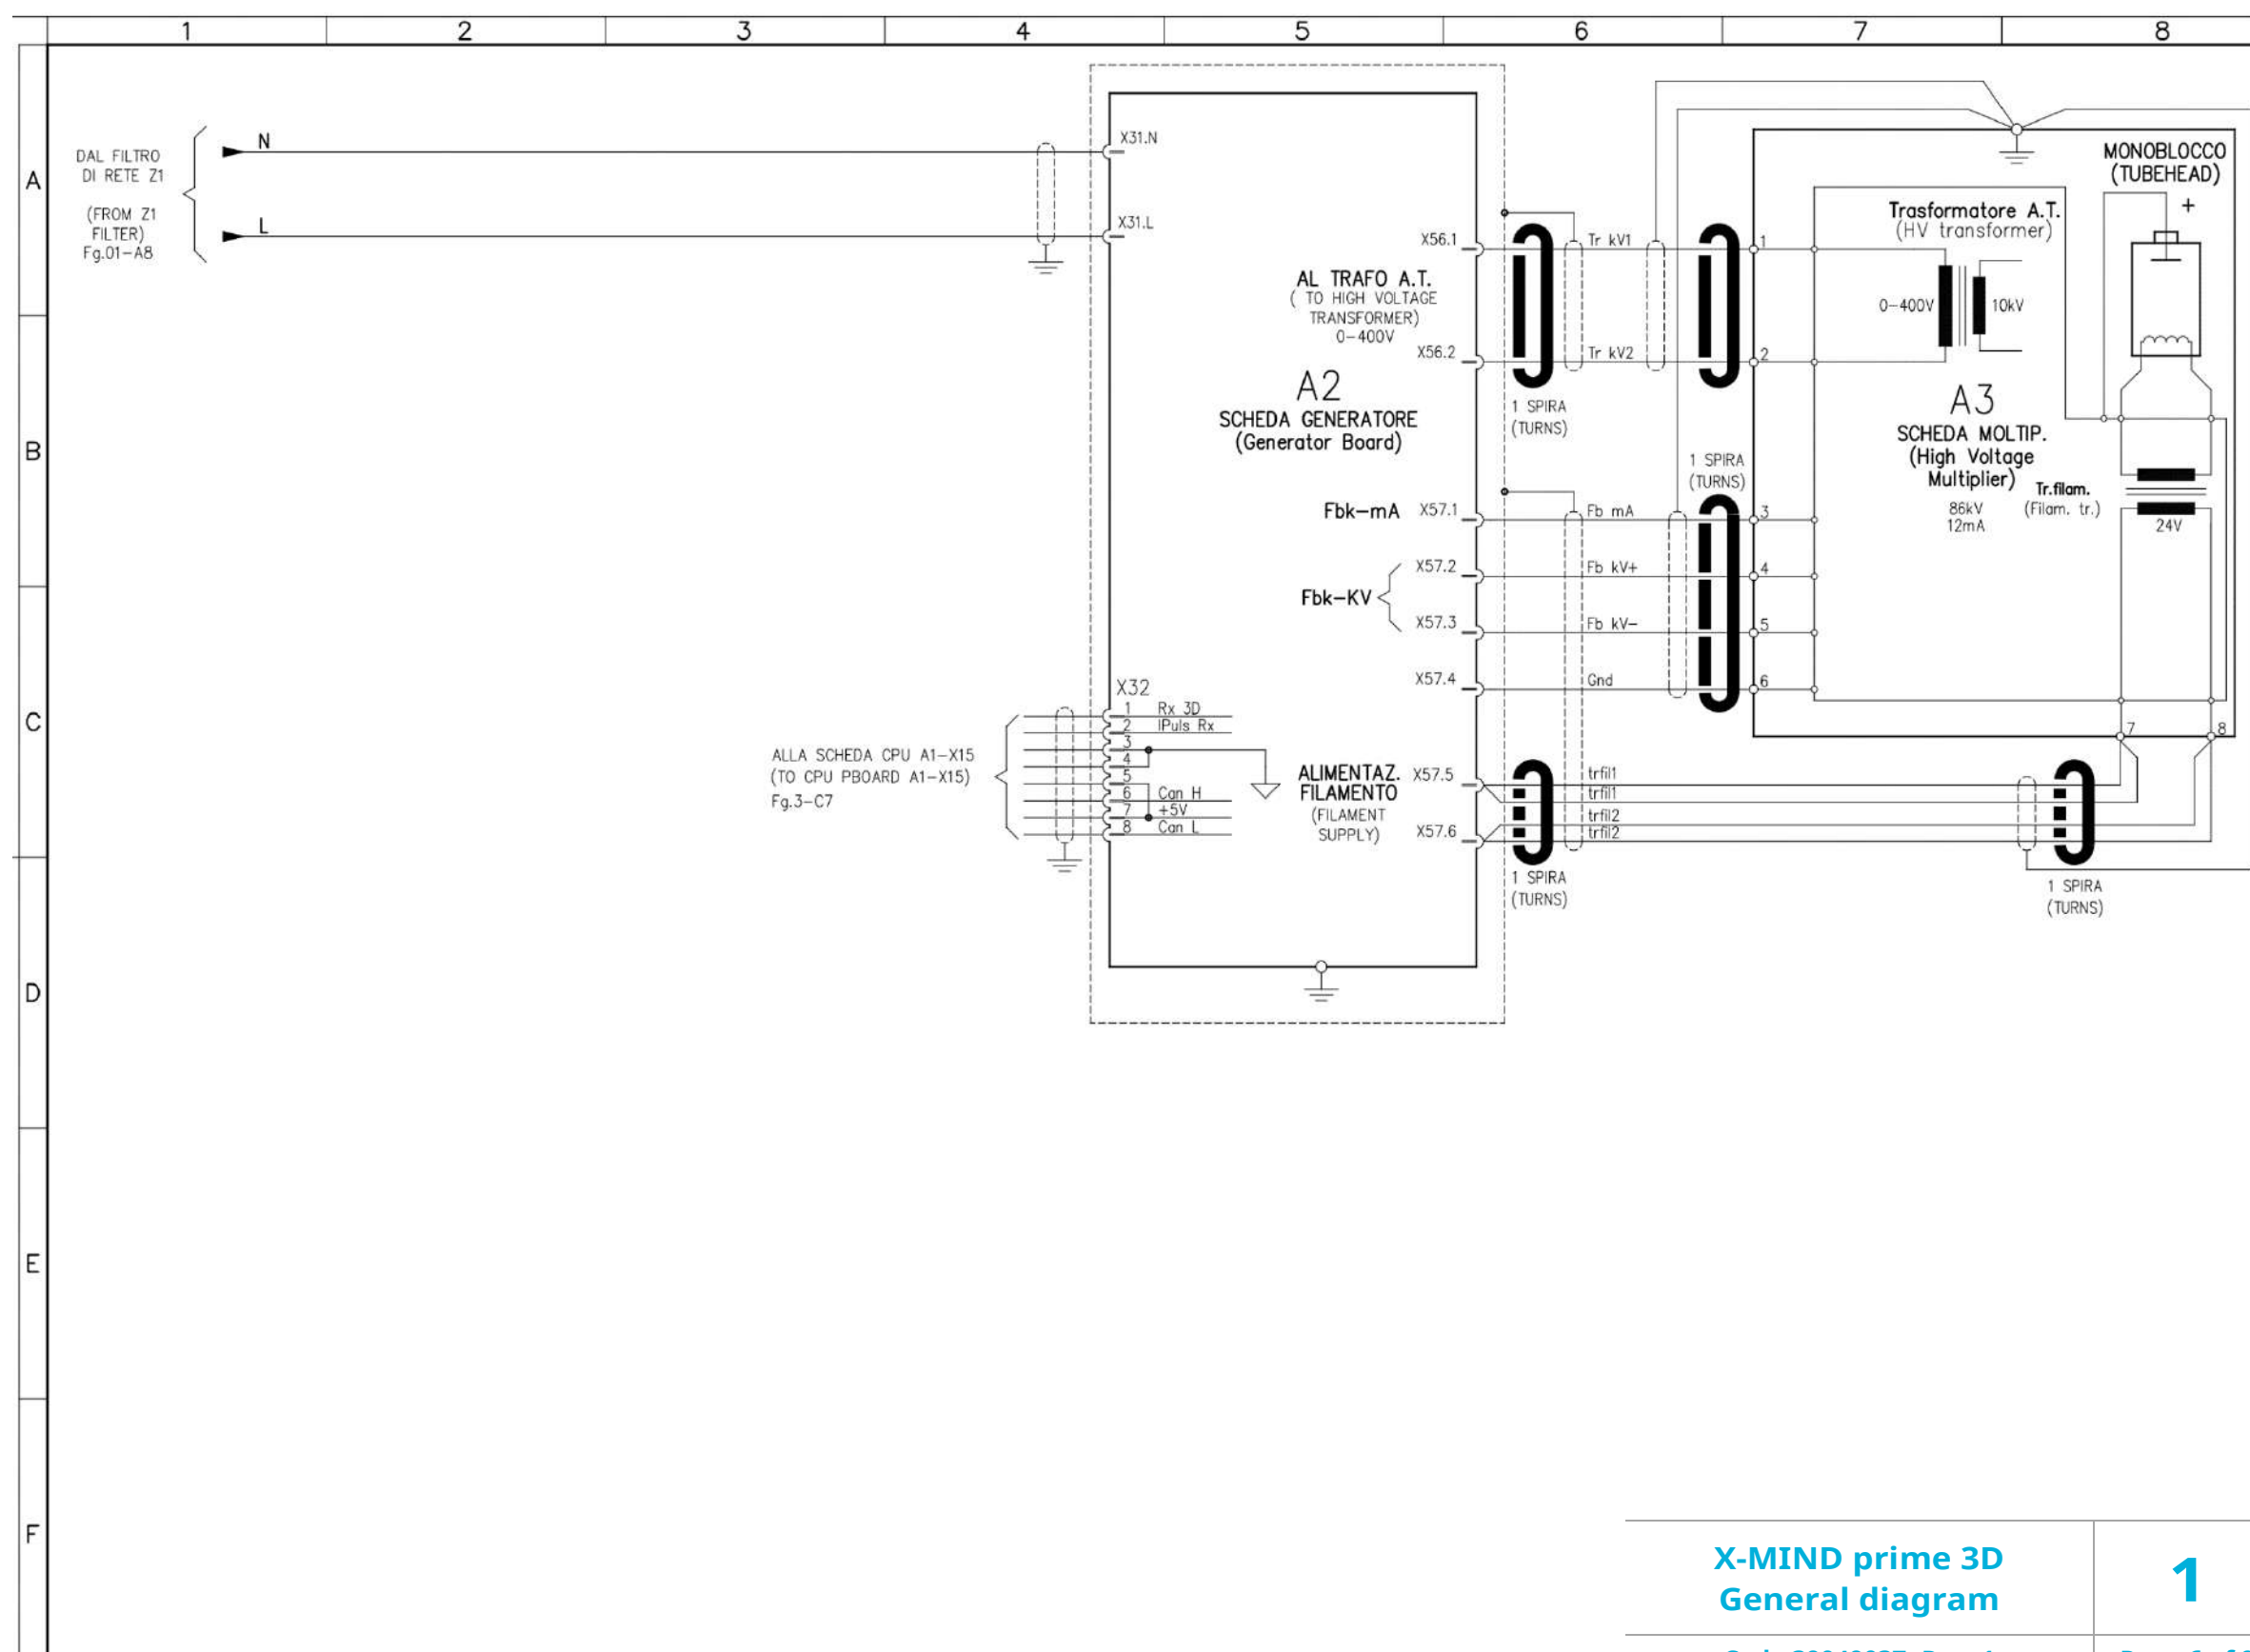 1 2 3 4 5 6 7 8
A
B
C
D
E
F
DAL FILTRO
DI RETE Z1
(FROM Z1
FILTER)
Fg.01-A8
N
L
X31.N
X31.L
AL TRAFO A.T.
( TO HIGH VOLTAGE
TRANSFORMER)
0-400V
X56.1
X56.2
A2
SCHEDA GENERATORE
(Generator Board)
Fbk-mA
X57.1
X57.2
Fbk-KV
X57.3
X57.4
ALIMENTAZ.
FILAMENTO
(FILAMENT
SUPPLY)
X57.5
X57.6
X32
1 Rx 3D
2 IPuls Rx
3
4
5
6 Can H
7 +5V
8 Can L
ALLA SCHEDA CPU A1-X15
(TO CPU PBOARD A1-X15)
Fg.3-C7
Tr kV1
Tr kV2
1 SPIRA
(TURNS)
1 SPIRA
(TURNS)
Fb mA
Fb kV+
Fb kV-
Gnd
trfil1
trfil1
trfil2
trfil2
1 SPIRA
(TURNS)
1 SPIRA
(TURNS)
1
2
3
4
5
6
7
8
MONOBLOCCO
(TUBEHEAD)
+
Trasformatore A.T.
(HV transformer)
0-400V
10kV
A3
SCHEDA MOLTIP.
(High Voltage
Multiplier)
86kV
12mA
Tr.filam.
(Filam. tr.)
24V
X-MIND prime 3D
General diagram
1